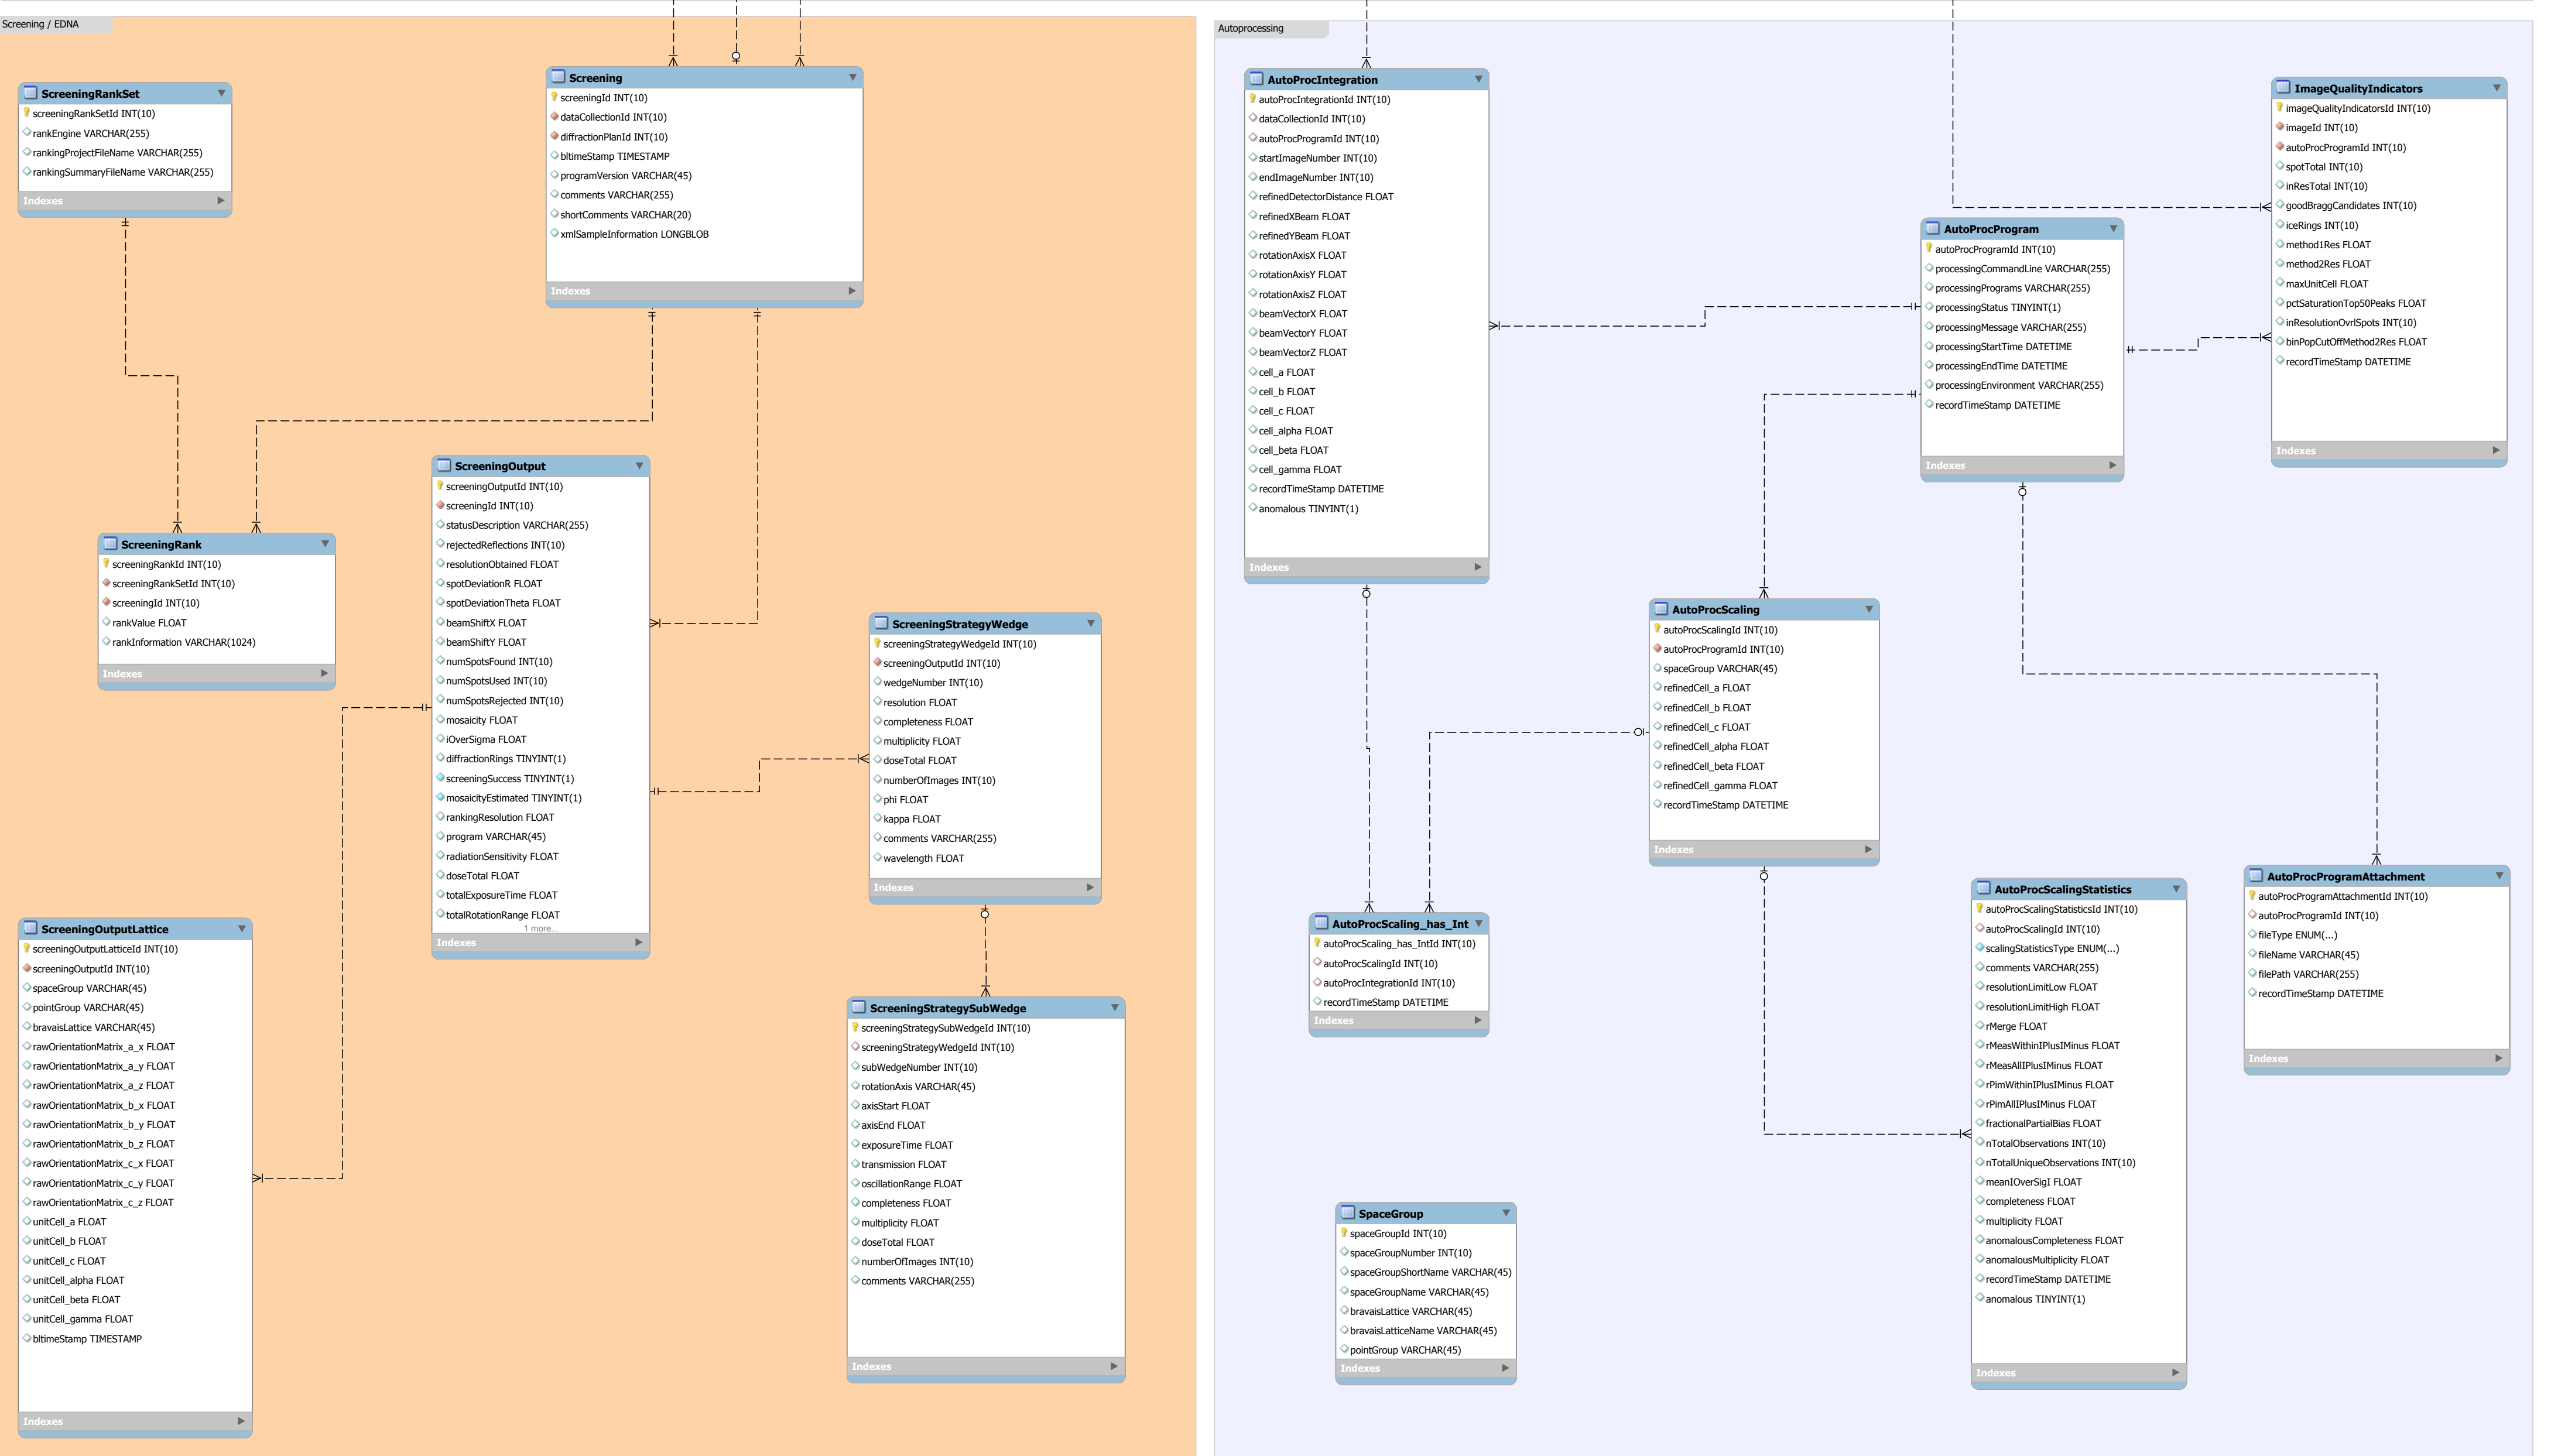 Screening / EDNA
ScreeningRankSet
screeningRankSetId INT(10)
rankEngine VARCHAR(255)
rankingProjectFileName VARCHAR(255)
rankingSummaryFileName VARCHAR(255)
Indexes
Screening
screeningId INT(10)
dataCollectionId INT(10)
diffractionPlanId INT(10)
bltimeStamp TIMESTAMP
programVersion VARCHAR(45)
comments VARCHAR(255)
shortComments VARCHAR(20)
xmlSampleInformation LONGBLOB
Indexes
ScreeningRank
screeningRankId INT(10)
screeningRankSetId INT(10)
screeningId INT(10)
rankValue FLOAT
rankInformation VARCHAR(1024)
Indexes
ScreeningOutput
screeningOutputId INT(10)
screeningId INT(10)
statusDescription VARCHAR(255)
rejectedReflections INT(10)
resolutionObtained FLOAT
spotDeviationR FLOAT
spotDeviationTheta FLOAT
beamShiftX FLOAT
beamShiftY FLOAT
numSpotsFound INT(10)
numSpotsUsed INT(10)
numSpotsRejected INT(10)
mosaicity FLOAT
iOverSigma FLOAT
diffractionRings TINYINT(1)
screeningSuccess TINYINT(1)
mosaicityEstimated TINYINT(1)
rankingResolution FLOAT
program VARCHAR(45)
radiationSensitivity FLOAT
doseTotal FLOAT
totalExposureTime FLOAT
totalRotationRange FLOAT
1 more...
Indexes
ScreeningStrategyWedge
screeningStrategyWedgeId INT(10)
screeningOutputId INT(10)
wedgeNumber INT(10)
resolution FLOAT
completeness FLOAT
multiplicity FLOAT
doseTotal FLOAT
numberOfImages INT(10)
phi FLOAT
kappa FLOAT
comments VARCHAR(255)
wavelength FLOAT
Indexes
ScreeningOutputLattice
screeningOutputLatticeId INT(10)
screeningOutputId INT(10)
spaceGroup VARCHAR(45)
pointGroup VARCHAR(45)
bravaisLattice VARCHAR(45)
rawOrientationMatrix_a_x FLOAT
rawOrientationMatrix_a_y FLOAT
rawOrientationMatrix_a_z FLOAT
rawOrientationMatrix_b_x FLOAT
rawOrientationMatrix_b_y FLOAT
rawOrientationMatrix_b_z FLOAT
rawOrientationMatrix_c_x FLOAT
rawOrientationMatrix_c_y FLOAT
rawOrientationMatrix_c_z FLOAT
unitCell_a FLOAT
unitCell_b FLOAT
unitCell_c FLOAT
unitCell_alpha FLOAT
unitCell_beta FLOAT
unitCell_gamma FLOAT
bltimeStamp TIMESTAMP
Indexes
ScreeningStrategySubWedge
screeningStrategySubWedgeId INT(10)
screeningStrategyWedgeId INT(10)
subWedgeNumber INT(10)
rotationAxis VARCHAR(45)
axisStart FLOAT
axisEnd FLOAT
exposureTime FLOAT
transmission FLOAT
oscillationRange FLOAT
completeness FLOAT
multiplicity FLOAT
doseTotal FLOAT
numberOfImages INT(10)
comments VARCHAR(255)
Indexes
Autoprocessing
AutoProcIntegration
autoProcIntegrationId INT(10)
dataCollectionId INT(10)
autoProcProgramId INT(10)
startImageNumber INT(10)
endImageNumber INT(10)
refinedDetectorDistance FLOAT
refinedXBeam FLOAT
refinedYBeam FLOAT
rotationAxisX FLOAT
rotationAxisY FLOAT
rotationAxisZ FLOAT
beamVectorX FLOAT
beamVectorY FLOAT
beamVectorZ FLOAT
cell_a FLOAT
cell_b FLOAT
cell_c FLOAT
cell_alpha FLOAT
cell_beta FLOAT
cell_gamma FLOAT
recordTimeStamp DATETIME
anomalous TINYINT(1)
Indexes
AutoProcProgram
autoProcProgramId INT(10)
processingCommandLine VARCHAR(255)
processingPrograms VARCHAR(255)
processingStatus TINYINT(1)
processingMessage VARCHAR(255)
processingStartTime DATETIME
processingEndTime DATETIME
processingEnvironment VARCHAR(255)
recordTimeStamp DATETIME
Indexes
ImageQualityIndicators
imageQualityIndicatorsId INT(10)
imageId INT(10)
autoProcProgramId INT(10)
spotTotal INT(10)
inResTotal INT(10)
goodBraggCandidates INT(10)
iceRings INT(10)
method1Res FLOAT
method2Res FLOAT
maxUnitCell FLOAT
pctSaturationTop50Peaks FLOAT
inResolutionOvrlSpots INT(10)
binPopCutOffMethod2Res FLOAT
recordTimeStamp DATETIME
Indexes
AutoProcScaling
autoProcScalingId INT(10)
autoProcProgramId INT(10)
spaceGroup VARCHAR(45)
refinedCell_a FLOAT
refinedCell_b FLOAT
refinedCell_c FLOAT
refinedCell_alpha FLOAT
refinedCell_beta FLOAT
refinedCell_gamma FLOAT
recordTimeStamp DATETIME
Indexes
AutoProcScaling_has_Int
autoProcScaling_has_IntId INT(10)
autoProcScalingId INT(10)
autoProcIntegrationId INT(10)
recordTimeStamp DATETIME
Indexes
AutoProcScalingStatistics
autoProcScalingStatisticsId INT(10)
autoProcScalingId INT(10)
scalingStatisticsType ENUM(...)
comments VARCHAR(255)
resolutionLimitLow FLOAT
resolutionLimitHigh FLOAT
rMerge FLOAT
rMeasWithinIPlusIMinus FLOAT
rMeasAllIPlusIMinus FLOAT
rPimWithinIPlusIMinus FLOAT
rPimAllIPlusIMinus FLOAT
fractionalPartialBias FLOAT
nTotalObservations INT(10)
nTotalUniqueObservations INT(10)
meanIOverSigI FLOAT
completeness FLOAT
multiplicity FLOAT
anomalousCompleteness FLOAT
anomalousMultiplicity FLOAT
recordTimeStamp DATETIME
anomalous TINYINT(1)
Indexes
AutoProcProgramAttachment
autoProcProgramAttachmentId INT(10)
autoProcProgramId INT(10)
fileType ENUM(...)
fileName VARCHAR(45)
filePath VARCHAR(255)
recordTimeStamp DATETIME
Indexes
SpaceGroup
spaceGroupId INT(10)
spaceGroupNumber INT(10)
spaceGroupShortName VARCHAR(45)
spaceGroupName VARCHAR(45)
bravaisLattice VARCHAR(45)
bravaisLatticeName VARCHAR(45)
pointGroup VARCHAR(45)
Indexes